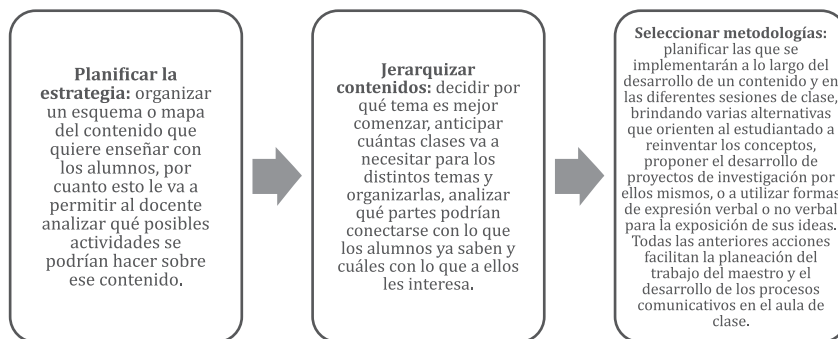 Planificar la
estrategia: organizar
un esquema o mapa
del contenido que
quiere enseñar con
los alumnos, por
cuanto esto le va a
permitir al docente
analizar qué posibles
actividades se
podrían hacer sobre
ese contenido.
Jerarquizar
contenidos: decidir por
qué tema es mejor
comenzar, anticipar
cuántas clases va a
necesitar para los
distintos temas y
organizarlas, analizar
qué partes podrían
conectarse con lo que
los alumnos ya saben y
cuáles con lo que a ellos
les interesa.
Seleccionar metodologías:
planificar las que se
implementarán a lo largo del
desarrollo de un contenido y en
las diferentes sesiones de clase,
brindando varias alternativas
que orienten al estudiantado a
reinventar los conceptos,
proponer el desarrollo de
proyectos de investigación por
ellos mismos, o a utilizar formas
de expresión verbal o no verbal
para la exposición de sus ideas.
Todas las anteriores acciones
facilitan la planeación del
trabajo del maestro y el
desarrollo de los procesos
comunicativos en el aula de
clase.